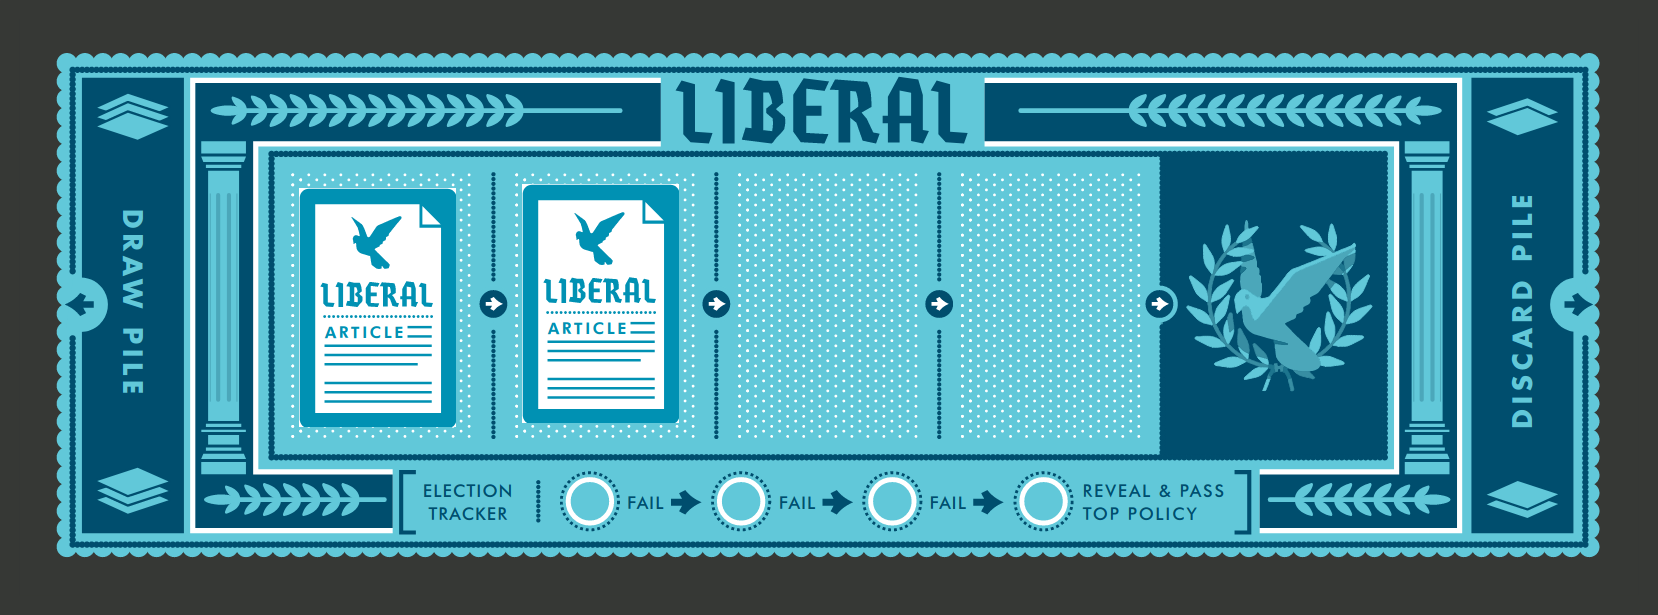 LIBERAL
DRAW PILE
LIBERAL
ARTICLE
LIBERAL
ARTICLE
DISCARD PILE
ELECTION
TRACKER
FAIL
FAIL
FAIL
REVEAL & PASS
TOP POLICY